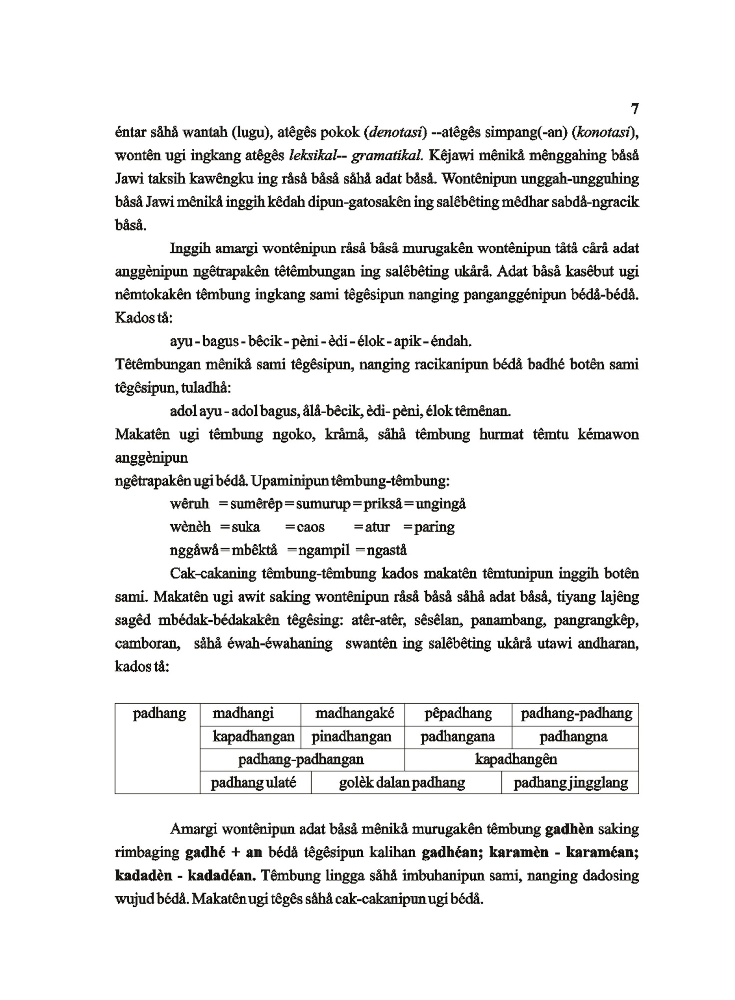 7
éntar såhå wantah (lugu), atêgês pokok (denotasi) --atêgês simpang(-an) (konotasi),
wontên ugi ingkang atêgês leksikal-- gramatikal. Kêjawi mênikå mênggahing båså
Jawi taksih kawêngku ing råså båså såhå adat båså. Wontênipun unggah-ungguhing
båså Jawi mênikå inggih kêdah dipun-gatosakên ing salêbêting mêdhar sabdå-ngracik
båså.
Inggih amargi wontênipun råså båså murugakên wontênipun tåtå cårå adat
anggènipun ngêtrapakên têtêmbungan ing salêbêting ukårå. Adat båså kasêbut ugi
nêmtokakên têmbung ingkang sami têgêsipun nanging panganggénipun bédå-bédå.
Kados tå:
ayu - bagus - bêcik - pèni - èdi - élok - apik - éndah.
Têtêmbungan mênikå sami têgêsipun, nanging racikanipun bédå badhé botên sami
têgêsipun, tuladhå:
adol ayu - adol bagus, ålå-bêcik, èdi- pèni, élok têmênan.
Makatên ugi têmbung ngoko, kråmå, såhå têmbung hurmat têmtu kémawon
anggènipun
ngêtrapakên ugi bédå. Upaminipun têmbung-têmbung:
wêruh = sumêrêp = sumurup = prikså = ungingå
wènèh = suka = caos = atur = paring
nggåwå = mbêktå = ngampil = ngastå
Cak-cakaning têmbung-têmbung kados makatên têmtunipun inggih botên
sami. Makatên ugi awit saking wontênipun råså båså såhå adat båså, tiyang lajêng
sagêd mbédak-bédakakên têgêsing: atêr-atêr, sêsêlan, panambang, pangrangkêp,
camboran, såhå éwah-éwahaning swantên ing salêbêting ukårå utawi andharan,
kados tå:
padhang madhangi madhangaké pêpadhang padhang-padhang
kapadhangan pinadhangan padhangana padhangna
padhang-padhangan kapadhangên
padhang ulaté golèk dalan padhang padhang jingglang
Amargi wontênipun adat båså mênikå murugakên têmbung gadhèn saking
rimbaging gadhé + an bédå têgêsipun kalihan gadhéan; karamèn - karaméan;
kadadèn - kadadéan. Têmbung lingga såhå imbuhanipun sami, nanging dadosing
wujud bédå. Makatên ugi têgês såhå cak-cakanipun ugi bédå.